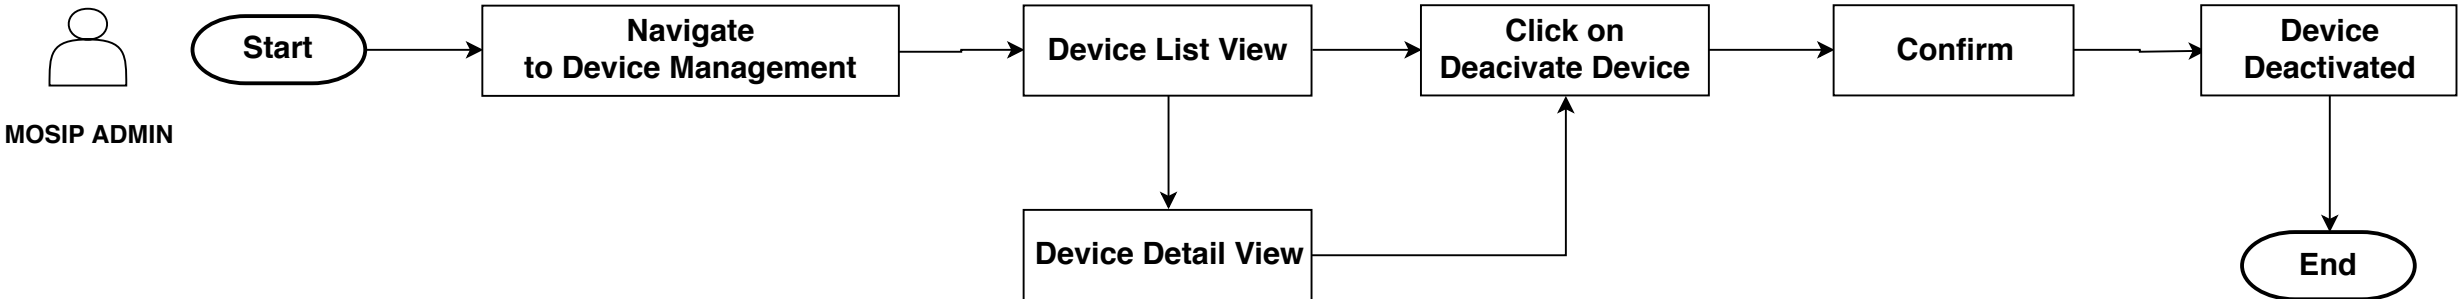 MOSIP ADMIN
Start
Navigate
to Device Management
Device List View
Click on
Deacivate Device
Confirm
Device
Deactivated
Device Detail View
End